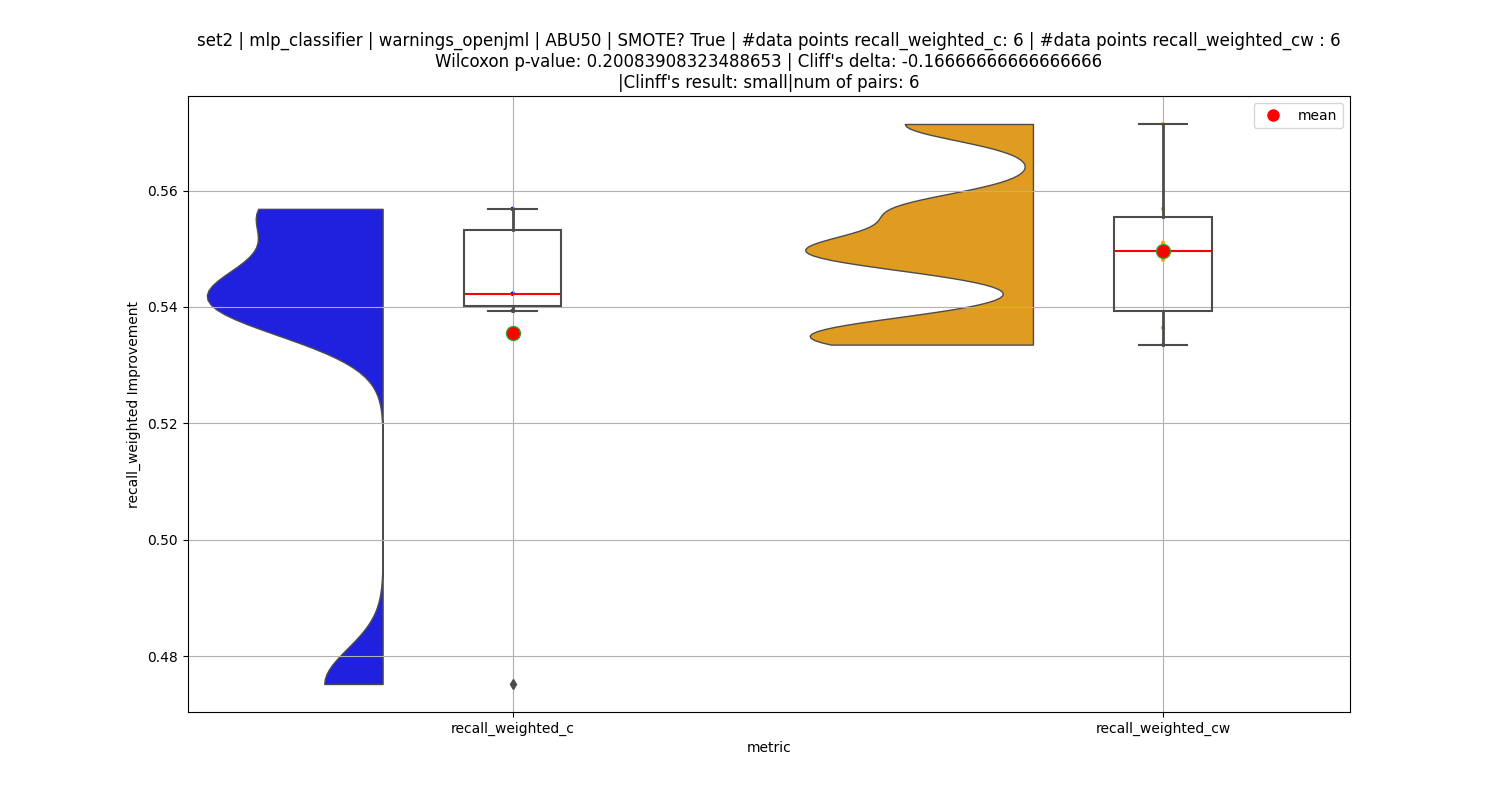 set2 | mlp_classifier | warnings_openjml | ABU50 | SMOTE? True | #data points recall_weighted_c: 6 | #data points recall_weighted_cw : 6
Wilcoxon p-value: 0.20083908323488653 | Cliff's delta: -0.16666666666666666
|Clinff's result: small|num of pairs: 6
mean
0.56
0.54
0.52
0.50
0.48
recall_weighted Improvement
recall_weighted_c
recall_weighted_cw
metric